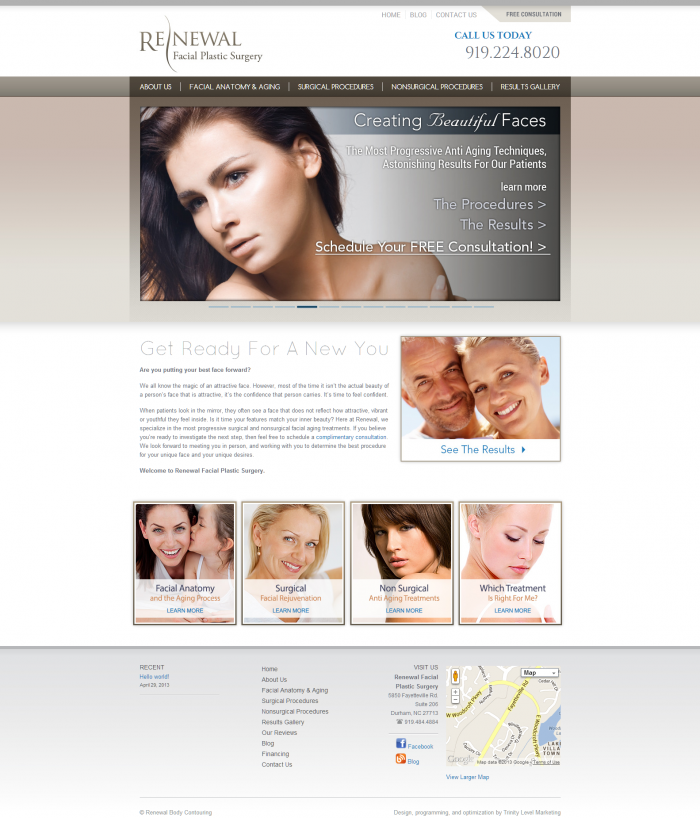 HOME
BLOG
CONTACT US
FREE CONSULTATION
RENEWAL
Facial Plastic Surgery
CALL US TODAY
919.224.8020
ABOUT US
FACIAL ANATOMY & AGING
SURGICAL PROCEDURES
NONSURGICAL PROCEDURES
RESULTS GALLERY
Creating Beautiful Faces
The Most Progressive Anti Aging Techniques,
Astonishing Results For Our Patients
learn more
The Procedures >
The Results >
Schedule Your FREE Consultation! >
Get Ready For A New You
Are you putting your best face forward?
We all know the magic of an attractive face. However, most of the time it isn't the actual beauty of
a person's face that is attractive, it's the confidence that person carries. It's time to feel confident.
When patients look in the mirror, they often see a face that does not reflect how attractive, vibrant
or youthful they feel inside. Is it time your features match your inner beauty? Here at Renewal, we
specialize in the most progressive surgical and nonsurgical facial aging treatments. If you believe
you're ready to investigate the next step, then feel free to schedule a complimentary consultation.
We look forward to meeting you in person, and working with you to determine the best procedure
for your unique face and your unique desires.
Welcome to Renewal Facial Plastic Surgery.
See The Results
Facial Anatomy
and the Aging Process
LEARN MORE
Surgical
Facial Rejuvenation
LEARN MORE
Non Surgical
Anti Aging Treatments
LEARN MORE
Which Treatment
Is Right For Me?
LEARN MORE
RECENT
Hello world!
April 29, 2013
Home
About Us
Facial Anatomy & Aging
Surgical Procedures
Nonsurgical Procedures
Results Gallery
Our Reviews
Blog
Financing
Contact Us
VISIT US
Renewal Facial
Plastic Surgery
5850 Fayetteville Rd,
Suite 206
Durham, NC 27713
919.484.4884
Facebook
Blog
Map
Cedar Cre
Fayetteville Rd
W Woodcroft Pkwy
E Woodcroft Pkwy
LAKE
VILLA
TOWN
Google
Map data ©2013 Google - Terms of use
View Larger Map
© Renewal Body Contouring
Design, programming, and optimization by Trinity Level Marketing